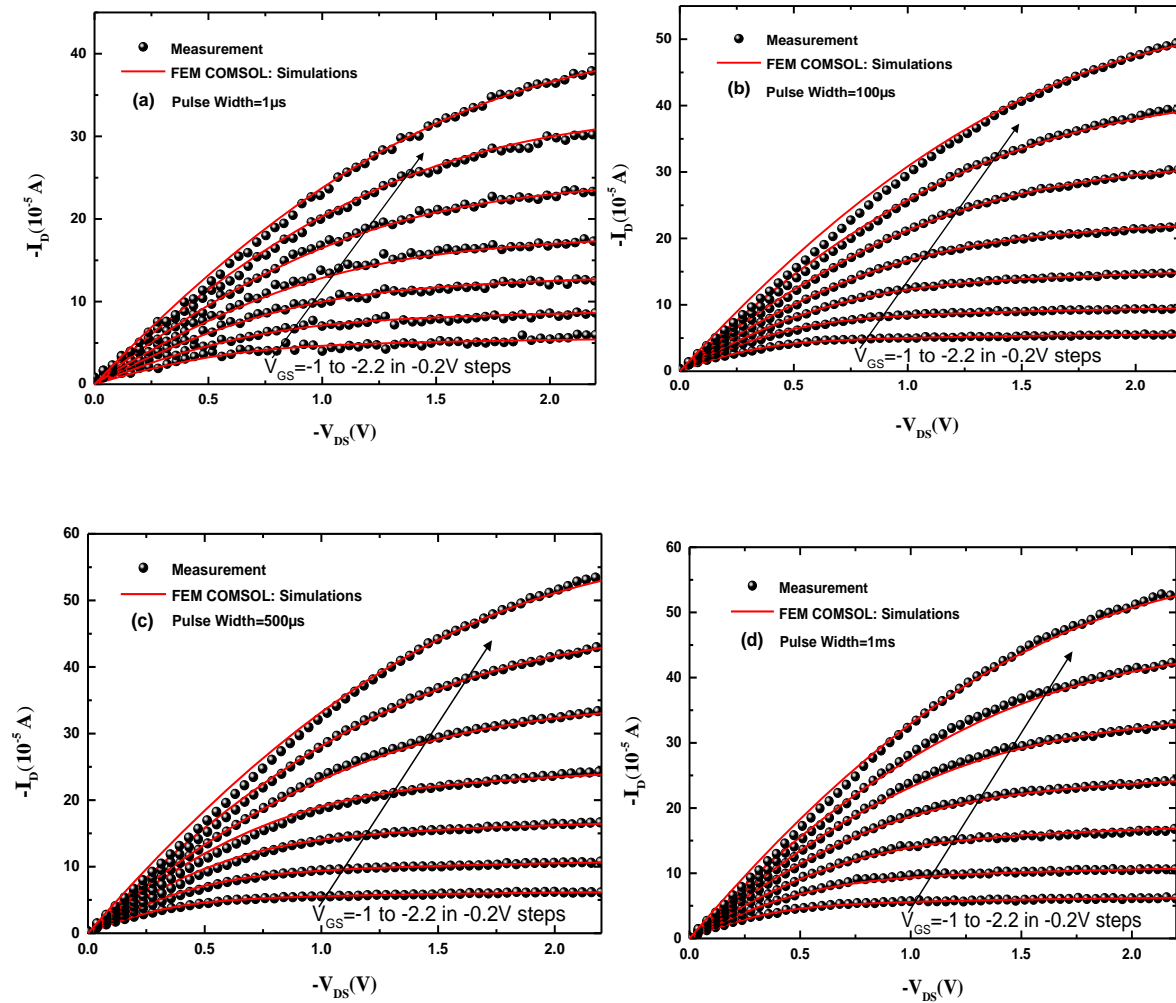 Measurement
FEM COMSOL: Simulations
(a) Pulse Width=1µs
40
30
20
10
0
-I_D(10^-5 A)
V_GS=-1 to -2.2 in -0.2V steps
0.0 0.5 1.0 1.5 2.0
-V_DS(V)
Measurement
FEM COMSOL: Simulations
(b) Pulse Width=100µs
50
40
30
20
10
0
-I_D(10^-5 A)
V_GS=-1 to -2.2 in -0.2V steps
0.0 0.5 1.0 1.5 2.0
-V_DS(V)
Measurement
FEM COMSOL: Simulations
(c) Pulse Width=500µs
60
50
40
30
20
10
0
-I_D(10^-5 A)
V_GS=-1 to -2.2 in -0.2V steps
0.0 0.5 1.0 1.5 2.0
-V_DS(V)
Measurement
FEM COMSOL: Simulations
(d) Pulse Width=1ms
60
50
40
30
20
10
0
-I_D(10^-5 A)
V_GS=-1 to -2.2 in -0.2V steps
0.0 0.5 1.0 1.5 2.0
-V_DS(V)